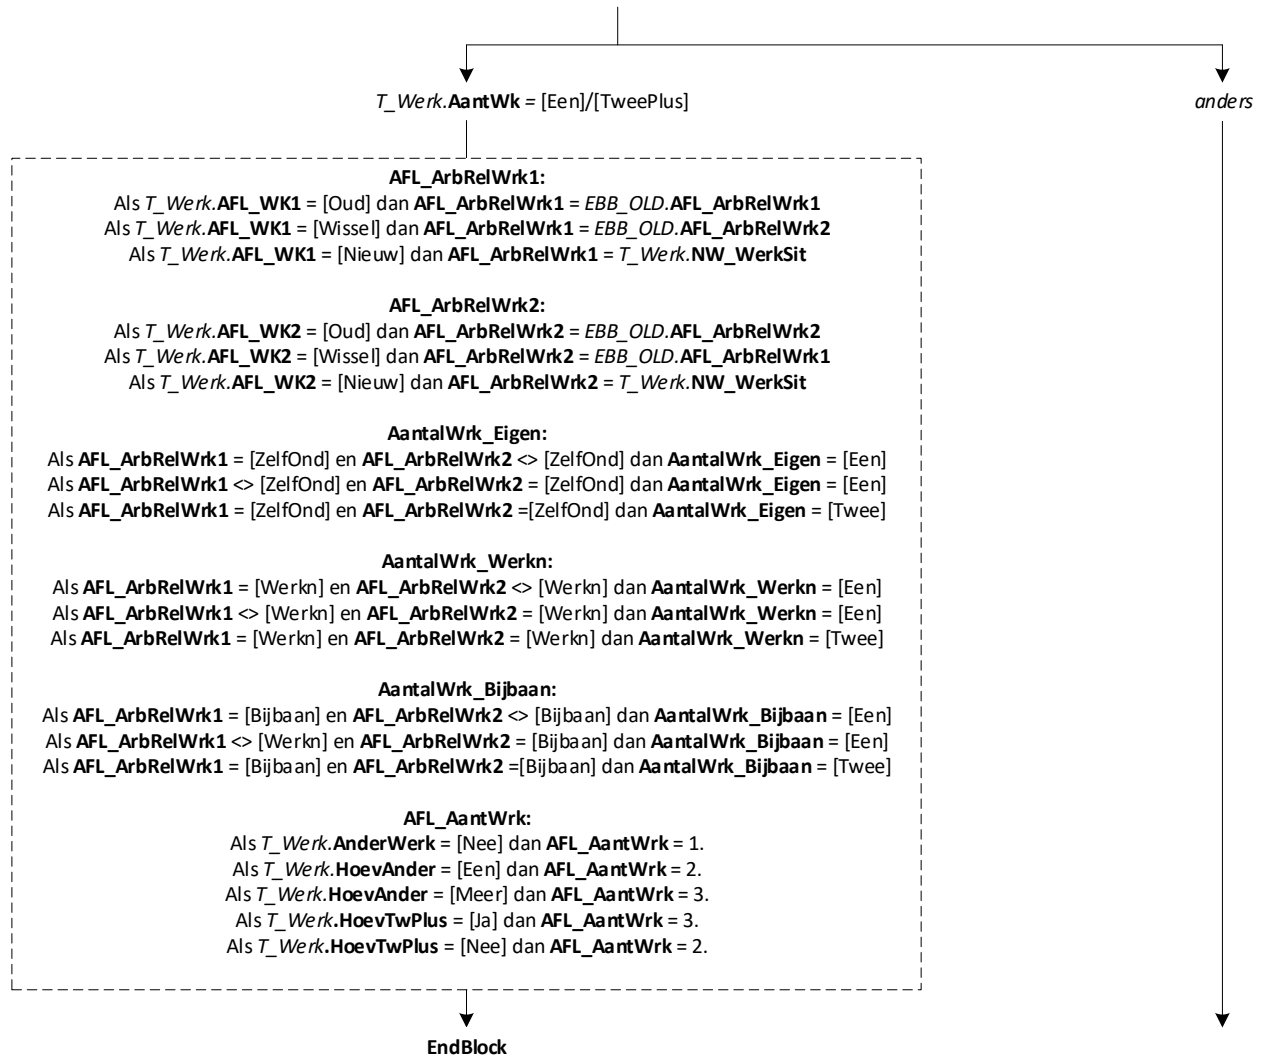 T_Werk.AantWk = [Een]/[TweePlus]
anders
AFL_ArbRelWrk1:
Als T_Werk.AFL_WK1 = [Oud] dan AFL_ArbRelWrk1 = EBB_OLD.AFL_ArbRelWrk1
Als T_Werk.AFL_WK1 = [Wissel] dan AFL_ArbRelWrk1 = EBB_OLD.AFL_ArbRelWrk2
Als T_Werk.AFL_WK1 = [Nieuw] dan AFL_ArbRelWrk1 = T_Werk.NW_WerkSit
AFL_ArbRelWrk2:
Als T_Werk.AFL_WK2 = [Oud] dan AFL_ArbRelWrk2 = EBB_OLD.AFL_ArbRelWrk2
Als T_Werk.AFL_WK2 = [Wissel] dan AFL_ArbRelWrk2 = EBB_OLD.AFL_ArbRelWrk1
Als T_Werk.AFL_WK2 = [Nieuw] dan AFL_ArbRelWrk2 = T_Werk.NW_WerkSit
AantalWrk_Eigen:
Als AFL_ArbRelWrk1 = [ZelfOnd] en AFL_ArbRelWrk2 <> [ZelfOnd] dan AantalWrk_Eigen = [Een]
Als AFL_ArbRelWrk1 <> [ZelfOnd] en AFL_ArbRelWrk2 = [ZelfOnd] dan AantalWrk_Eigen = [Een]
Als AFL_ArbRelWrk1 = [ZelfOnd] en AFL_ArbRelWrk2 =[ZelfOnd] dan AantalWrk_Eigen = [Twee]
AantalWrk_Werkn:
Als AFL_ArbRelWrk1 = [Werkn] en AFL_ArbRelWrk2 <> [Werkn] dan AantalWrk_Werkn = [Een]
Als AFL_ArbRelWrk1 <> [Werkn] en AFL_ArbRelWrk2 = [Werkn] dan AantalWrk_Werkn = [Een]
Als AFL_ArbRelWrk1 = [Werkn] en AFL_ArbRelWrk2 = [Werkn] dan AantalWrk_Werkn = [Twee]
AantalWrk_Bijbaan:
Als AFL_ArbRelWrk1 = [Bijbaan] en AFL_ArbRelWrk2 <> [Bijbaan] dan AantalWrk_Bijbaan = [Een]
Als AFL_ArbRelWrk1 <> [Werkn] en AFL_ArbRelWrk2 = [Bijbaan] dan AantalWrk_Bijbaan = [Een]
Als AFL_ArbRelWrk1 = [Bijbaan] en AFL_ArbRelWrk2 =[Bijbaan] dan AantalWrk_Bijbaan = [Twee]
AFL_AantWrk:
Als T_Werk.AnderWerk = [Nee] dan AFL_AantWrk = 1.
Als T_Werk.HoevAnder = [Een] dan AFL_AantWrk = 2.
Als T_Werk.HoevAnder = [Meer] dan AFL_AantWrk = 3.
Als T_Werk.HoevTwPlus = [Ja] dan AFL_AantWrk = 3.
Als T_Werk.HoevTwPlus = [Nee] dan AFL_AantWrk = 2.
EndBlock